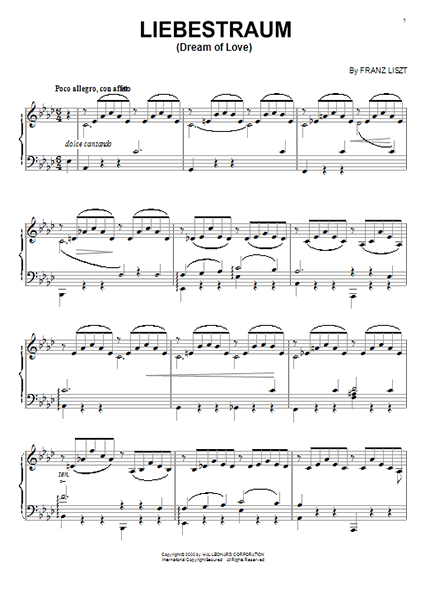 1
LIEBESTRAUM
(Dream of Love)
By FRANZ LISZT
Poco allegro, con affetto
dolce cantando
ten.
Copyright © 2000 by HAL LEONARD CORPORATION
International Copyright Secured All Rights Reserved